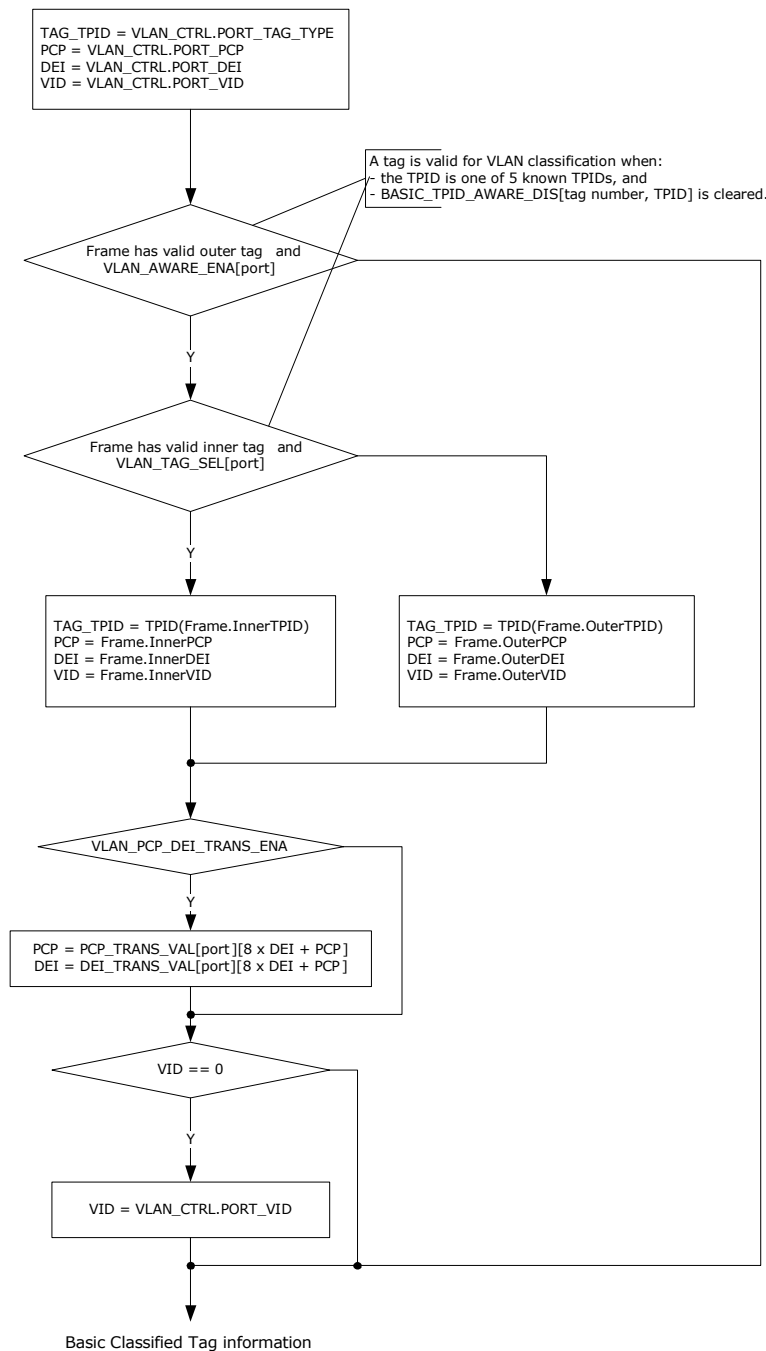 TAG_TPID = VLAN_CTRL.PORT_TAG_TYPE
PCP = VLAN_CTRL.PORT_PCP
DEI = VLAN_CTRL.PORT_DEI
VID = VLAN_CTRL.PORT_VID
A tag is valid for VLAN classification when:
- the TPID is one of 5 known TPIDs, and
- BASIC_TPID_AWARE_DIS[tag number, TPID] is cleared.
Frame has valid outer tag and
VLAN_AWARE_ENA[port]
Y
Frame has valid inner tag and
VLAN_TAG_SEL[port]
Y
TAG_TPID = TPID(Frame.InnerTPID)
PCP = Frame.InnerPCP
DEI = Frame.InnerDEI
VID = Frame.InnerVID
TAG_TPID = TPID(Frame.OuterTPID)
PCP = Frame.OuterPCP
DEI = Frame.OuterDEI
VID = Frame.OuterVID
VLAN_PCP_DEI_TRANS_ENA
Y
PCP = PCP_TRANS_VAL[port][8 x DEI + PCP]
DEI = DEI_TRANS_VAL[port][8 x DEI + PCP]
VID == 0
Y
VID = VLAN_CTRL.PORT_VID
Basic Classified Tag information